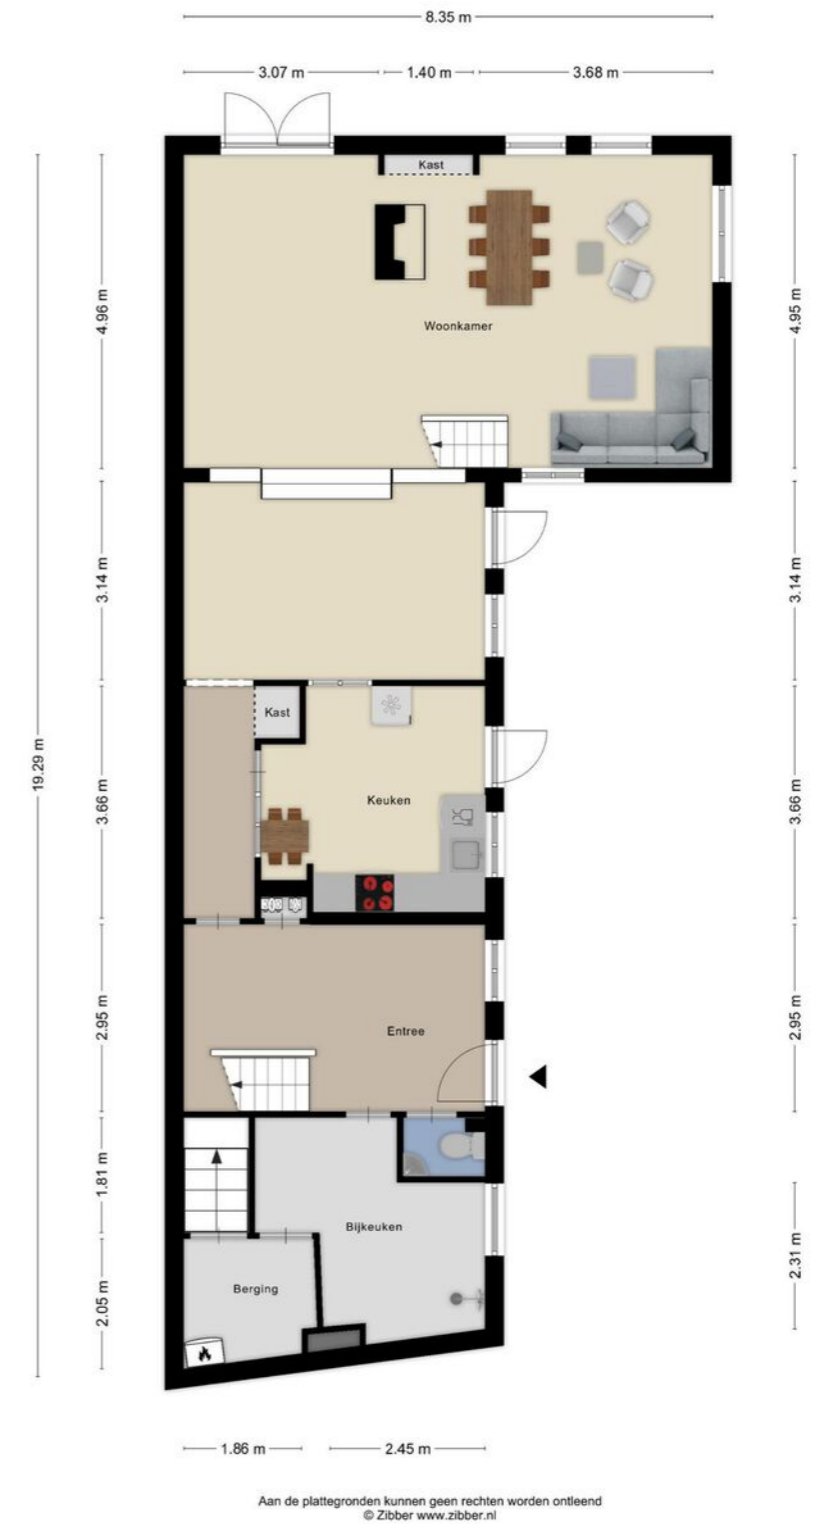 8.35 m
3.07 m
1.40 m
3.68 m
Kast
4.96 m
4.95 m
Woonkamer
3.14 m
3.14 m
Kast
19.29 m
3.66 m
3.66 m
Keuken
2.95 m
2.95 m
Entree
1.81 m
Bijkeuken
2.31 m
Berging
2.05 m
1.86 m
2.45 m
Aan de plattegronden kunnen geen rechten worden ontleend
© Zibber www.zibber.nl